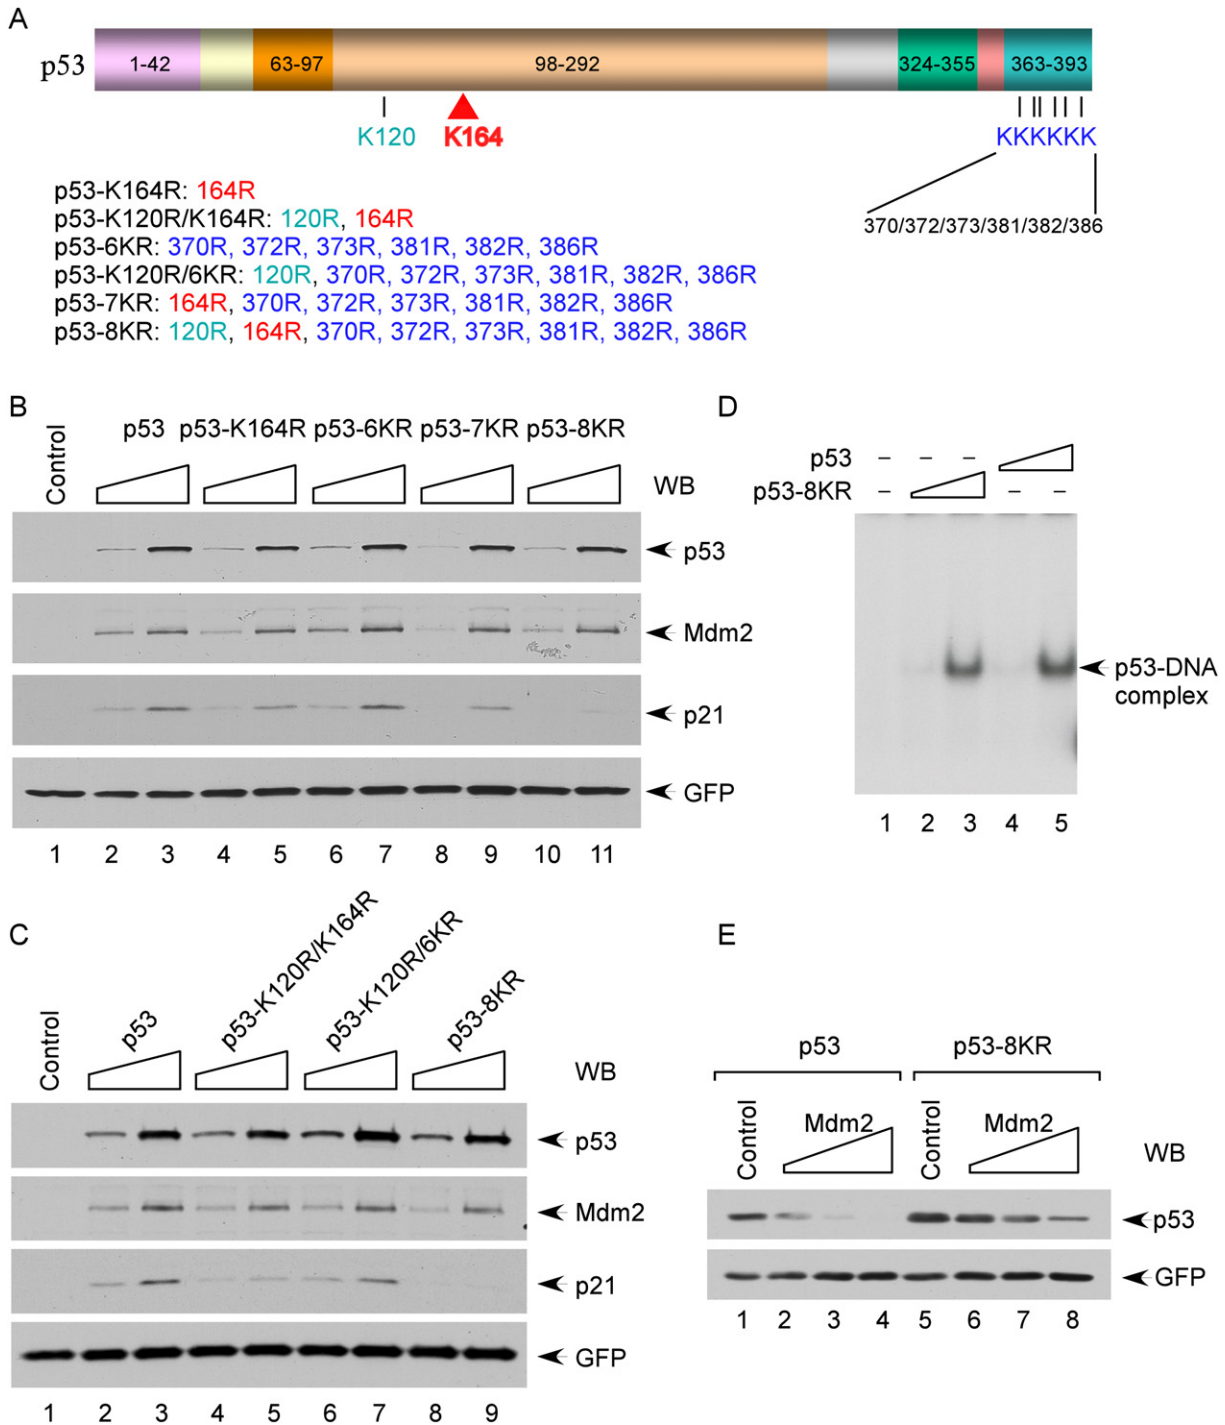 A
p53
1-42
63-97
98-292
324-355
363-393
K120
K164
KKKKKK
370/372/373/381/382/386
p53-K164R: 164R
p53-K120R/K164R: 120R, 164R
p53-6KR: 370R, 372R, 373R, 381R, 382R, 386R
p53-K120R/6KR: 120R, 370R, 372R, 373R, 381R, 382R, 386R
p53-7KR: 164R, 370R, 372R, 373R, 381R, 382R, 386R
p53-8KR: 120R, 164R, 370R, 372R, 373R, 381R, 382R, 386R
B
Control
p53 p53-K164R p53-6KR p53-7KR p53-8KR
WB
p53
Mdm2
p21
GFP
1 2 3 4 5 6 7 8 9 10 11
C
Control
p53
p53-K120R/K164R
p53-K120R/6KR
p53-8KR
WB
p53
Mdm2
p21
GFP
1 2 3 4 5 6 7 8 9
D
p53 – – –
p53-8KR – – –
p53-DNA
complex
1 2 3 4 5
E
p53 p53-8KR
Control
Mdm2
Control
Mdm2
WB
p53
GFP
1 2 3 4 5 6 7 8